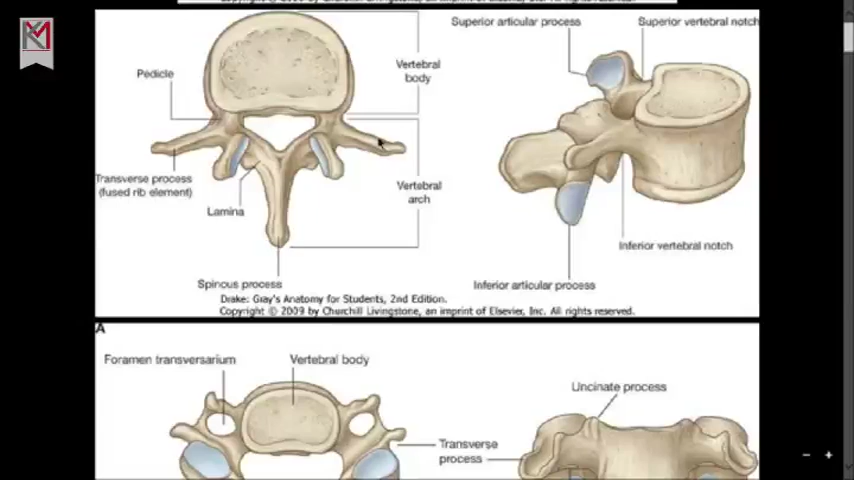 Superior articular process
Superior vertebral notch
Pedicle
Vertebral
body
Transverse process
(fused rib element)
Vertebral
arch
Lamina
Inferior vertebral notch
Spinous process
Inferior articular process
Drake: Gray's Anatomy for Students, 2nd Edition.
Copyright © 2009 by Churchill Livingstone, an imprint of Elsevier, Inc. All rights reserved.
A
Foramen transversarium
Vertebral body
Uncinate process
Transverse
process